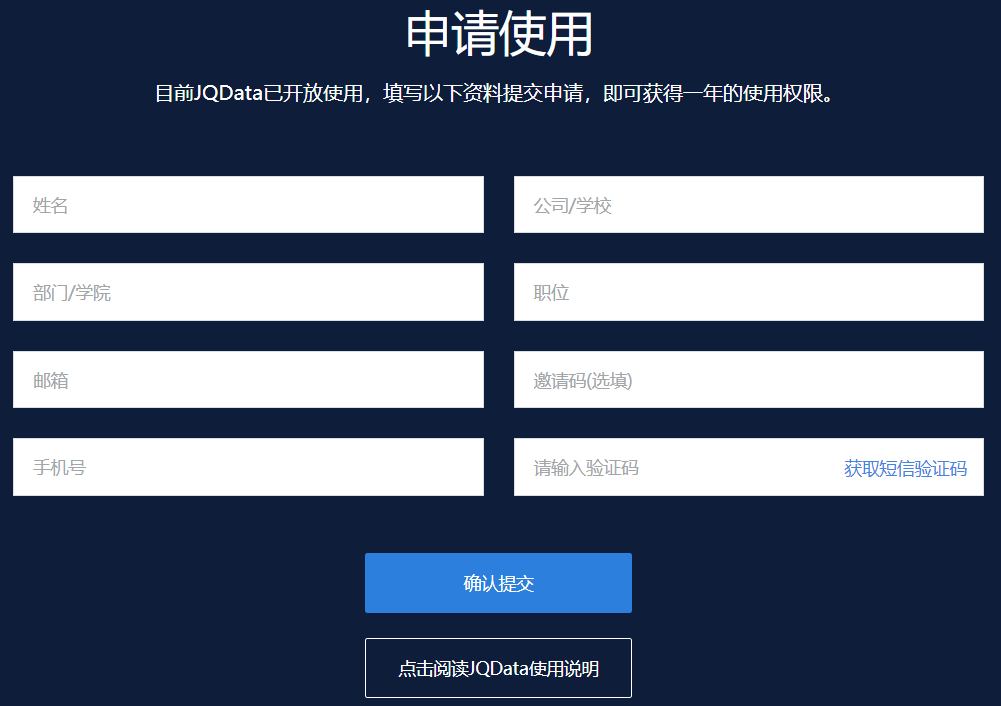 申请使用
目前JQData已开放使用，填写以下资料提交申请，即可获得一年的使用权限。
姓名
公司/学校
部门/学院
职位
邮箱
邀请码(选填)
手机号
请输入验证码
获取短信验证码
确认提交
点击阅读JQData使用说明